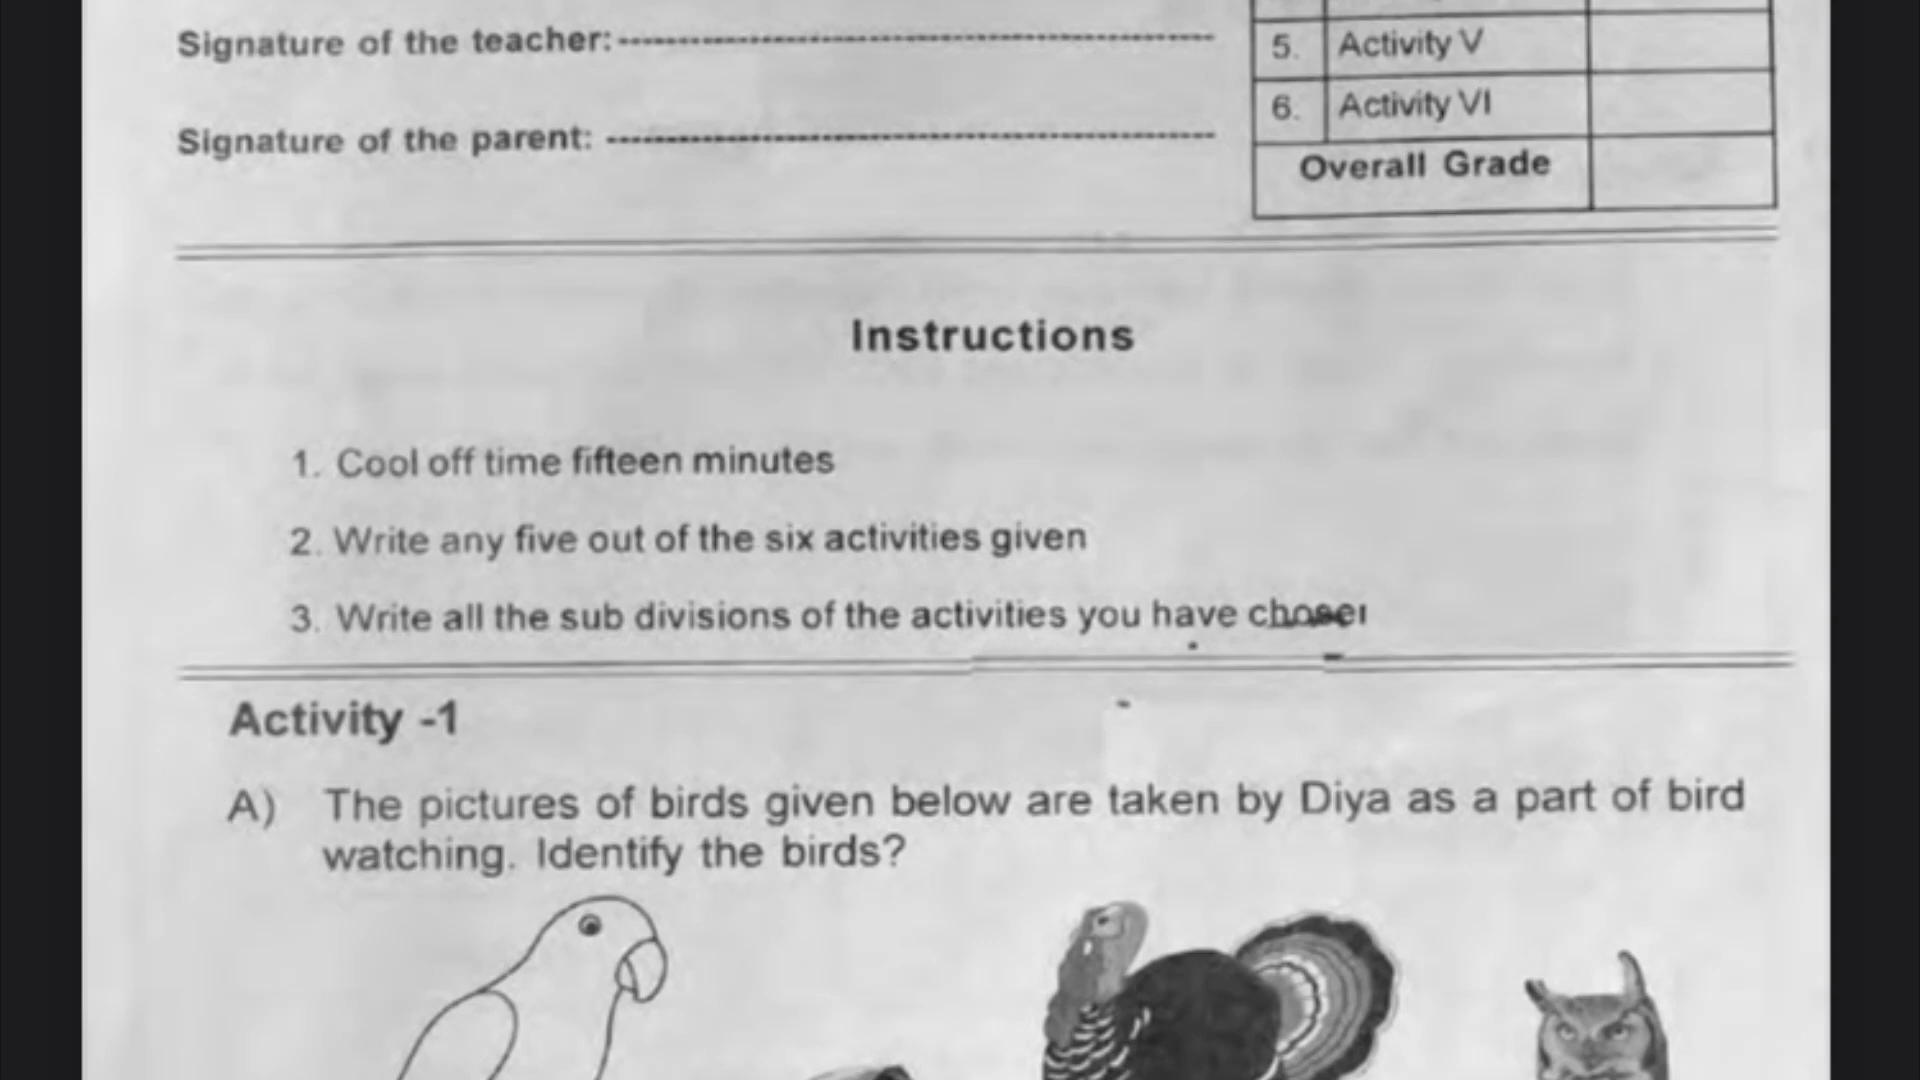 Signature of the teacher:
5. Activity V
6. Activity VI
Signature of the parent:
Overall Grade
Instructions
1. Cool off time fifteen minutes
2. Write any five out of the six activities given
3. Write all the sub divisions of the activities you have
Activity -1
A) The pictures of birds given below are taken by Diya as a part of bird
watching. Identify the birds?